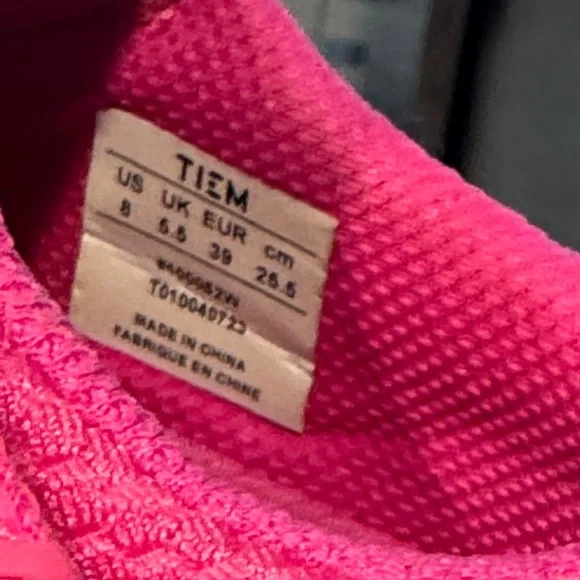 TIEM
US UK EUR cm
8 5.5 39 25.5
T010040723
MADE IN CHINA
FABRIQUE EN CHINE